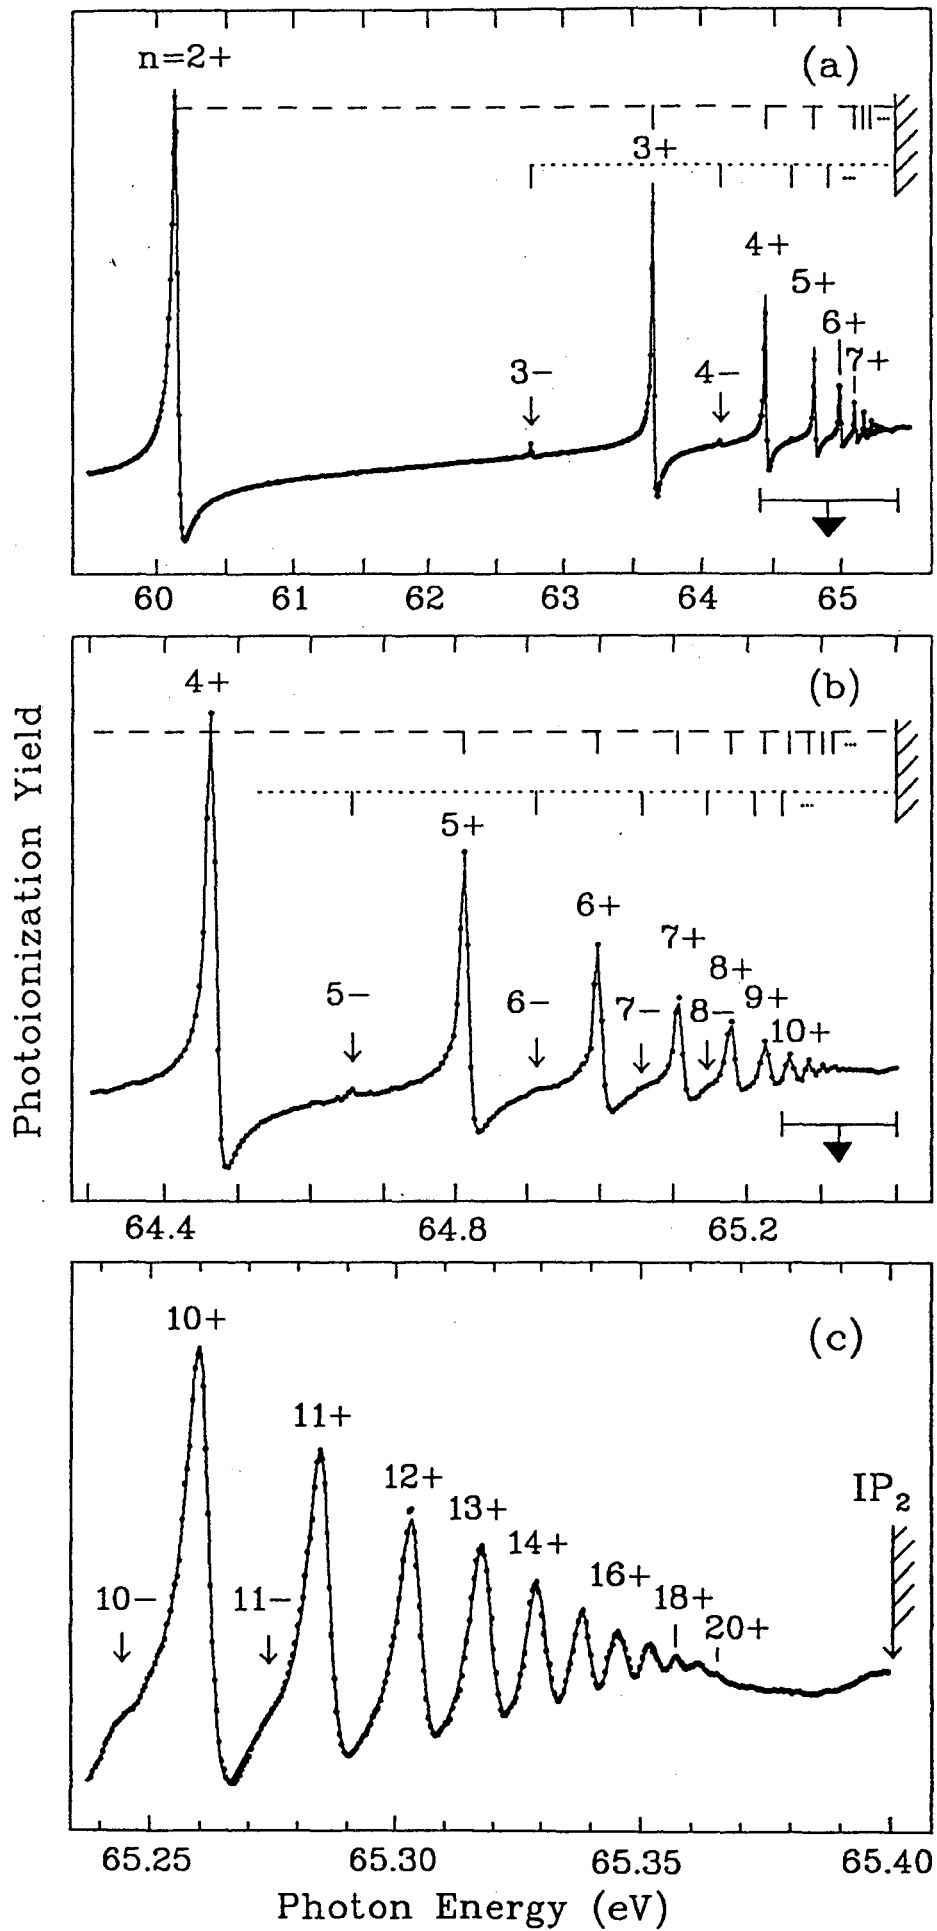 n=2+
(a)
3+
4+
5+
6+
7+
3-
4-
60 61 62 63 64 65
(b)
4+
5+
6+
7+
8+
9+
10+
5-
6-
7-
8-
64.4 64.8 65.2
Photoionization Yield
(c)
10+
11+
12+
13+
14+
16+
18+
20+
10-
11-
IP₂
65.25 65.30 65.35 65.40
Photon Energy (eV)